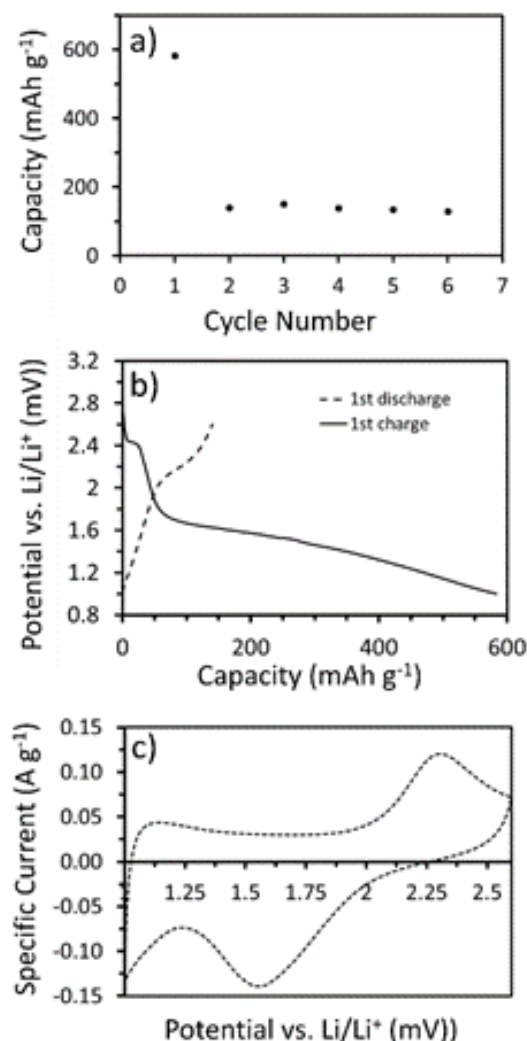 a)
Capacity (mAh g⁻¹)
600
400
200
0
0 1 2 3 4 5 6 7
Cycle Number
b)
Potential vs. Li/Li⁺ (mV))
3.2
2.8
2.4
2
1.6
1.2
0.8
1st discharge
1st charge
0 200 400 600
Capacity (mAh g⁻¹)
c)
Specific Current (A g⁻¹)
0.15
0.10
0.05
0.00
-0.05
-0.10
-0.15
1.25 1.5 1.75 2 2.25 2.5
Potential vs. Li/Li⁺ (mV))